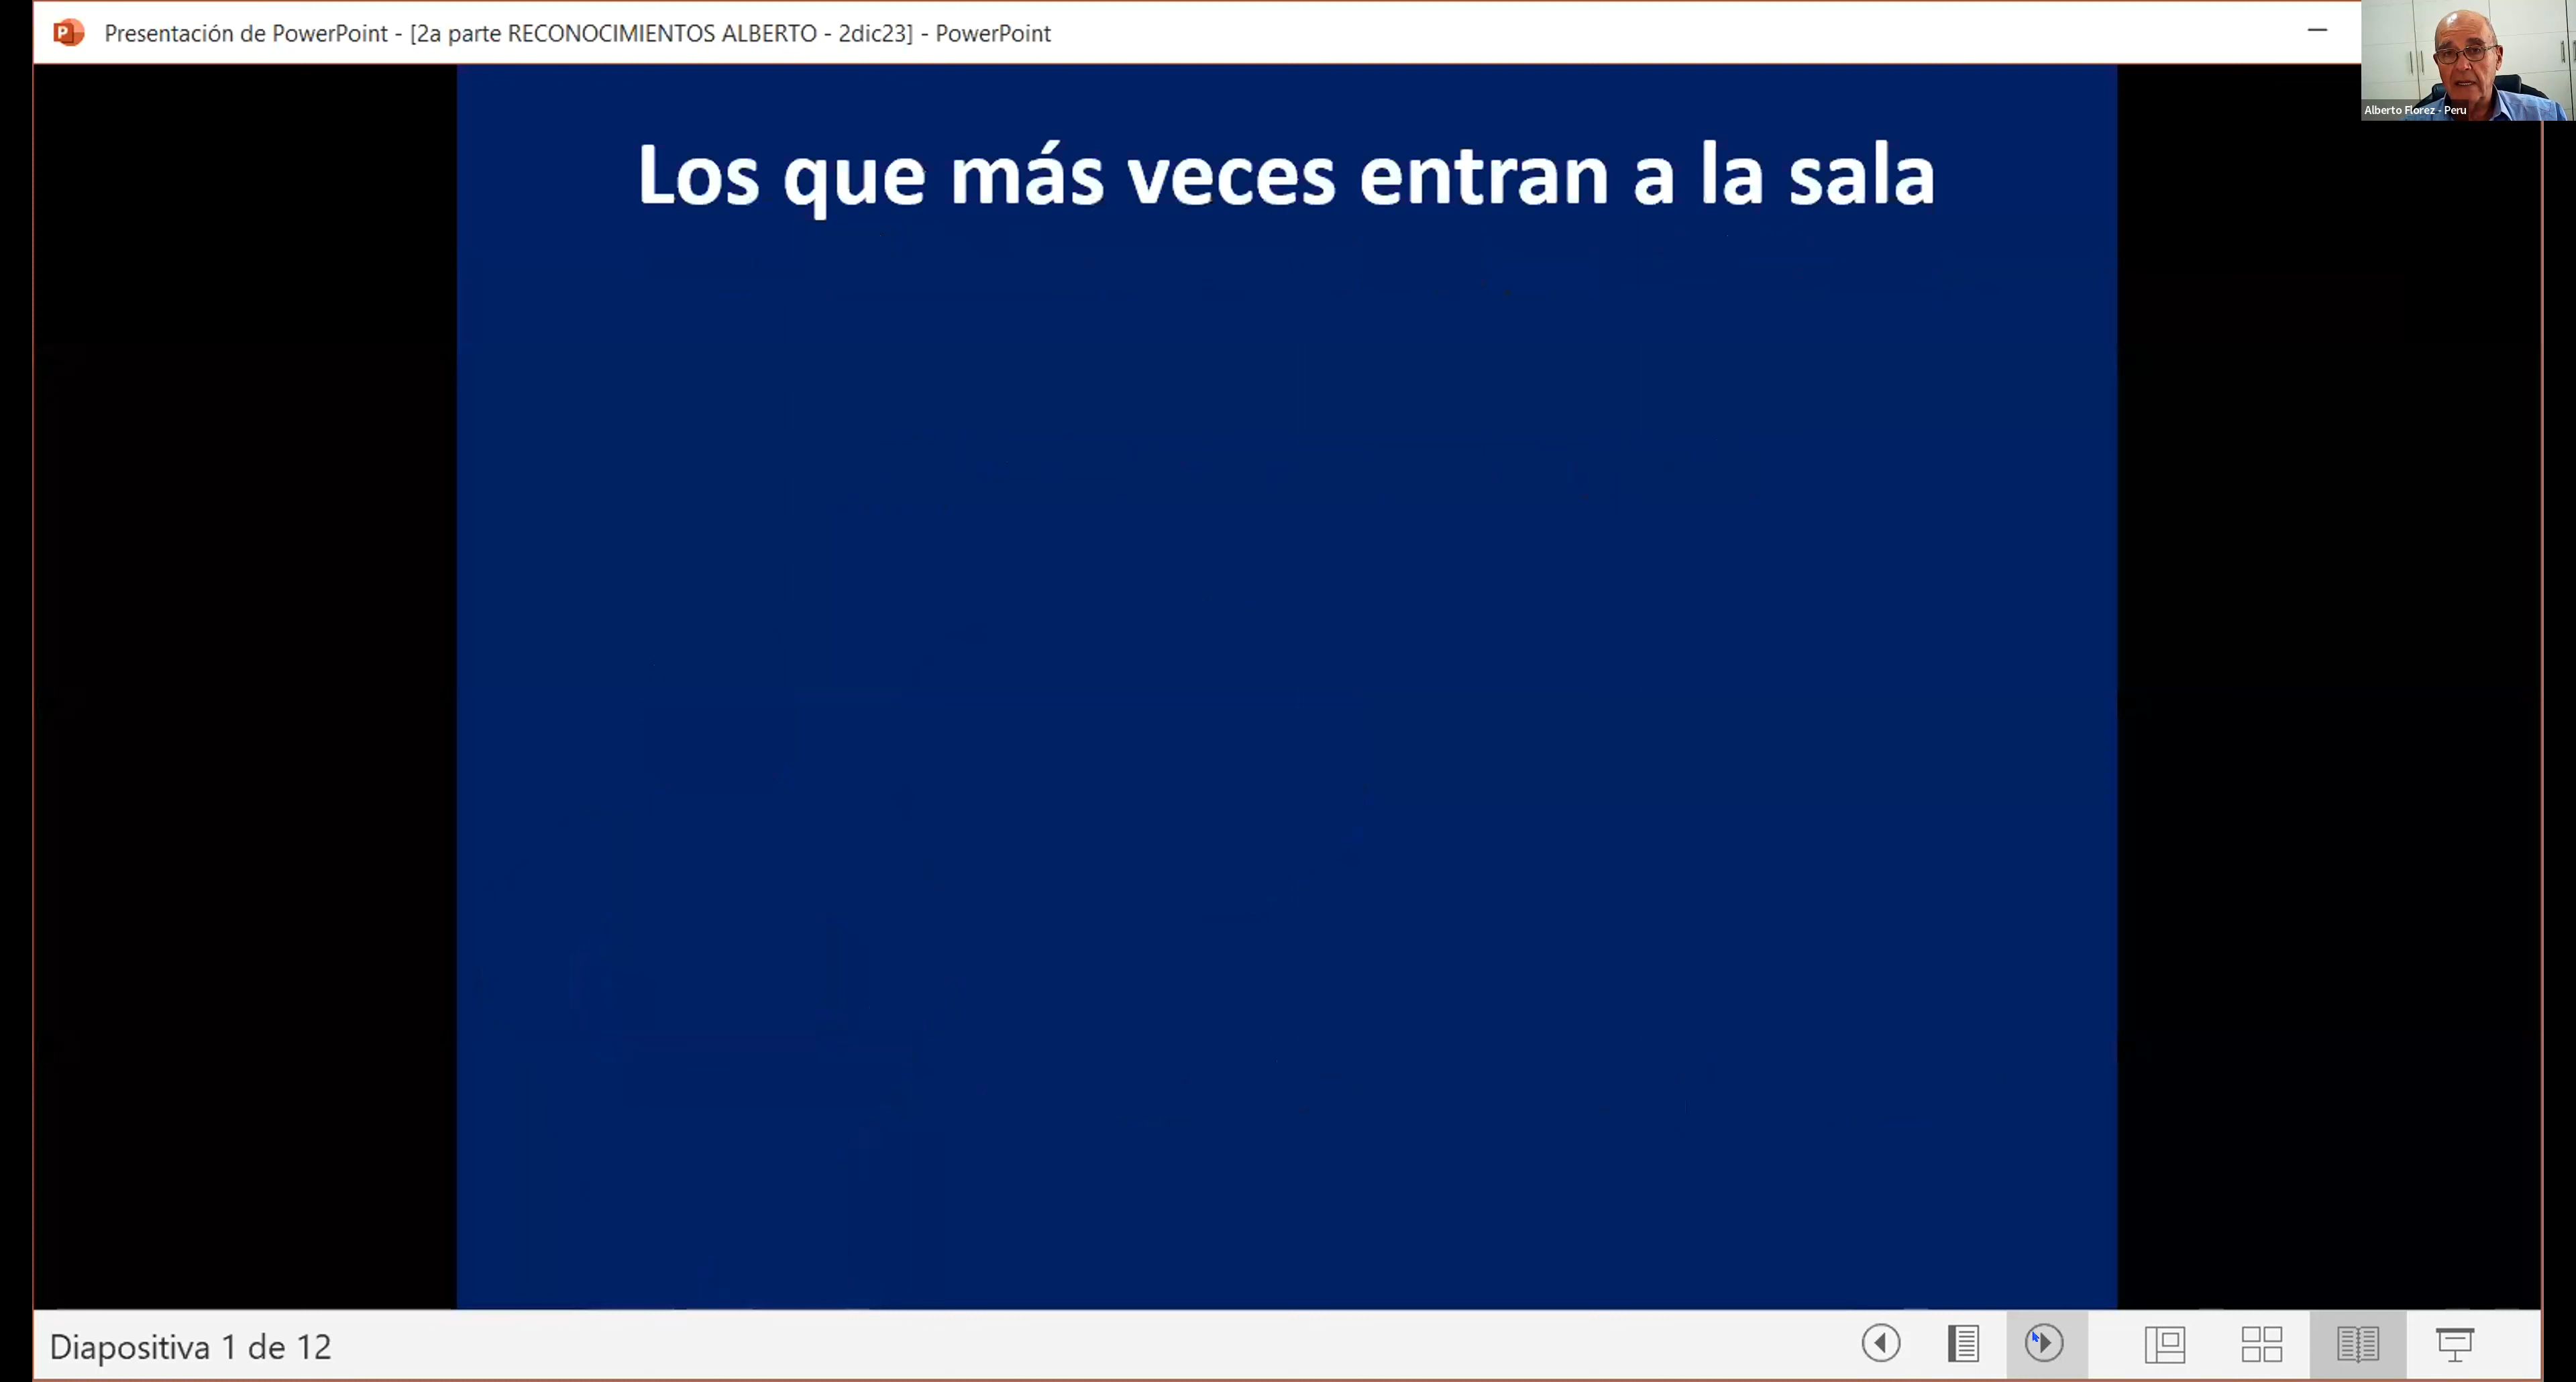 Presentación de PowerPoint - [2a parte RECONOCIMIENTOS ALBERTO - 2dic23] - PowerPoint
Alberto Florez - Peru
Los que más veces entran a la sala
Diapositiva 1 de 12